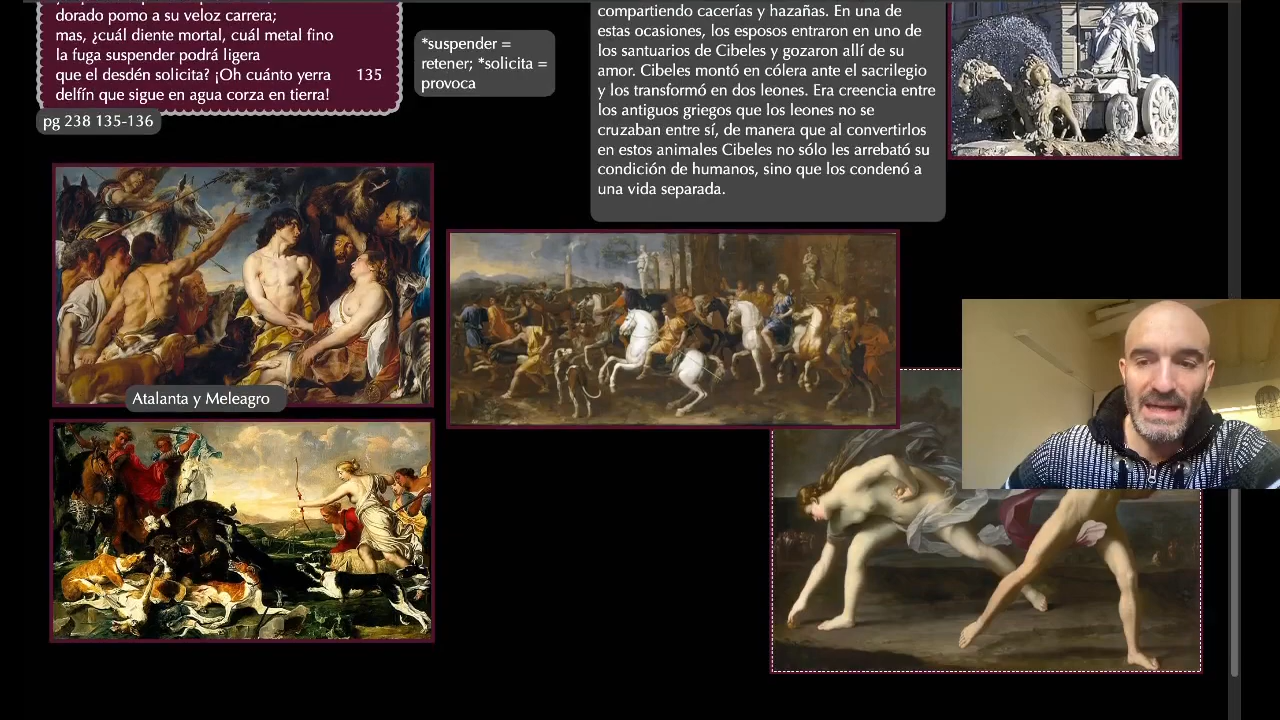 dorado pomo a su veloz carrera;
mas, ¿cuál diente mortal, cuál metal fino
la fuga suspender podrá ligera
que el desdén solicita? ¡Oh cuánto yerra 135
delfín que sigue en agua corza en tierra!
pg 238 135-136
*suspender =
retener; *solicita =
provoca
compartiendo cacerías y hazañas. En una de
estas ocasiones, los esposos entraron en uno de
los santuarios de Cibeles y gozaron allí de su
amor. Cibeles montó en cólera ante el sacrilegio
y los transformó en dos leones. Era creencia entre
los antiguos griegos que los leones no se
cruzaban entre sí, de manera que al convertirlos
en estos animales Cibeles no sólo les arrebató su
condición de humanos, sino que los condenó a
una vida separada.
Atalanta y Meleagro